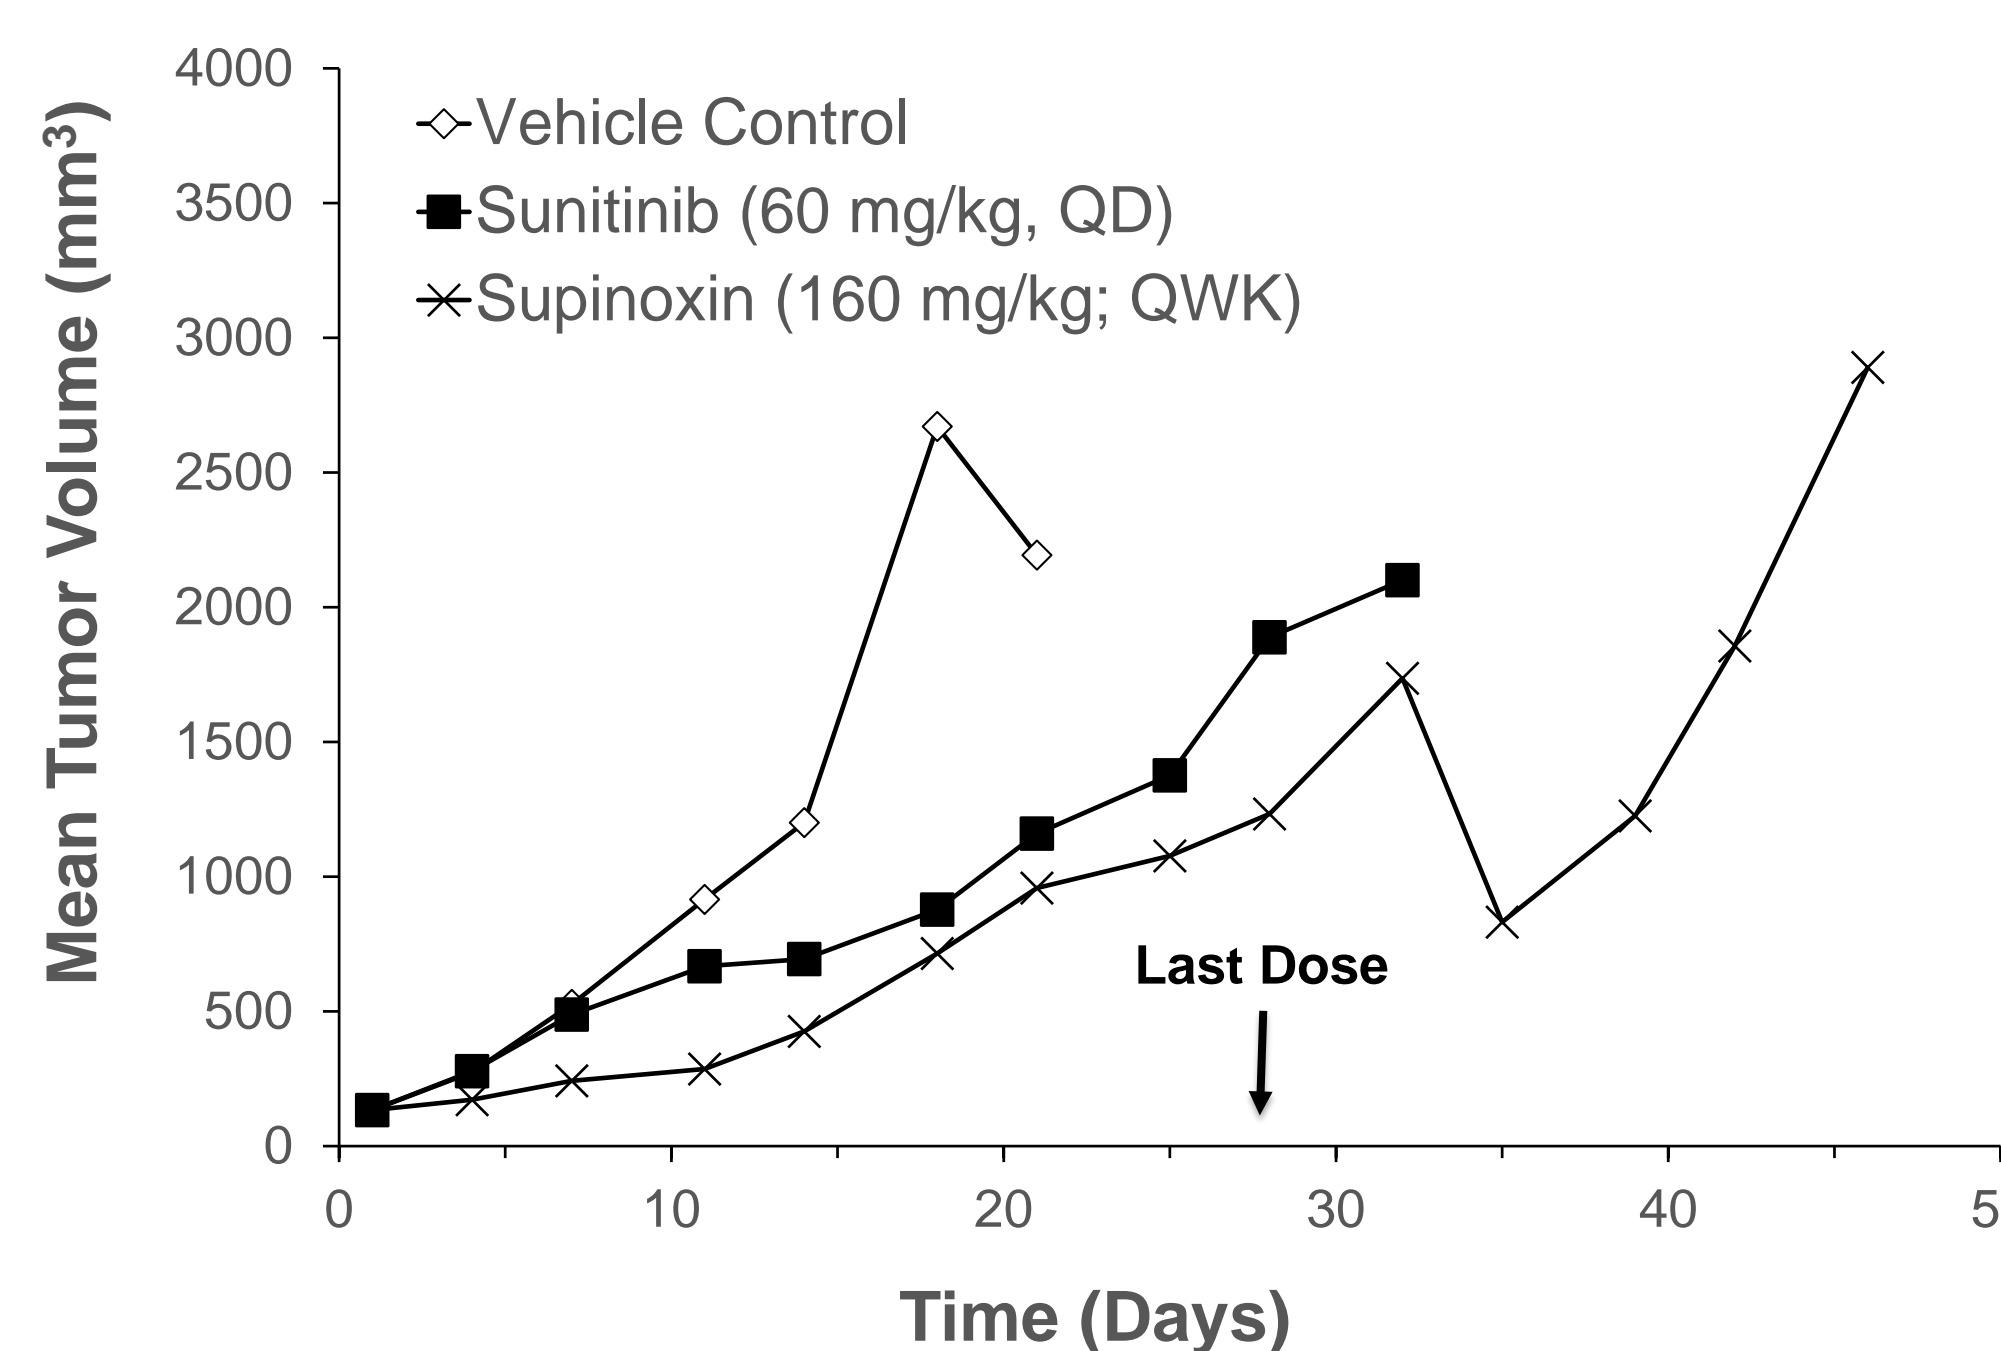 Mean Tumor Volume (mm³)
4000
3500
3000
2500
2000
1500
1000
500
0
Vehicle Control
Sunitinib (60 mg/kg, QD)
Supinoxin (160 mg/kg; QWK)
Last Dose
0 10 20 30 40 5
Time (Days)